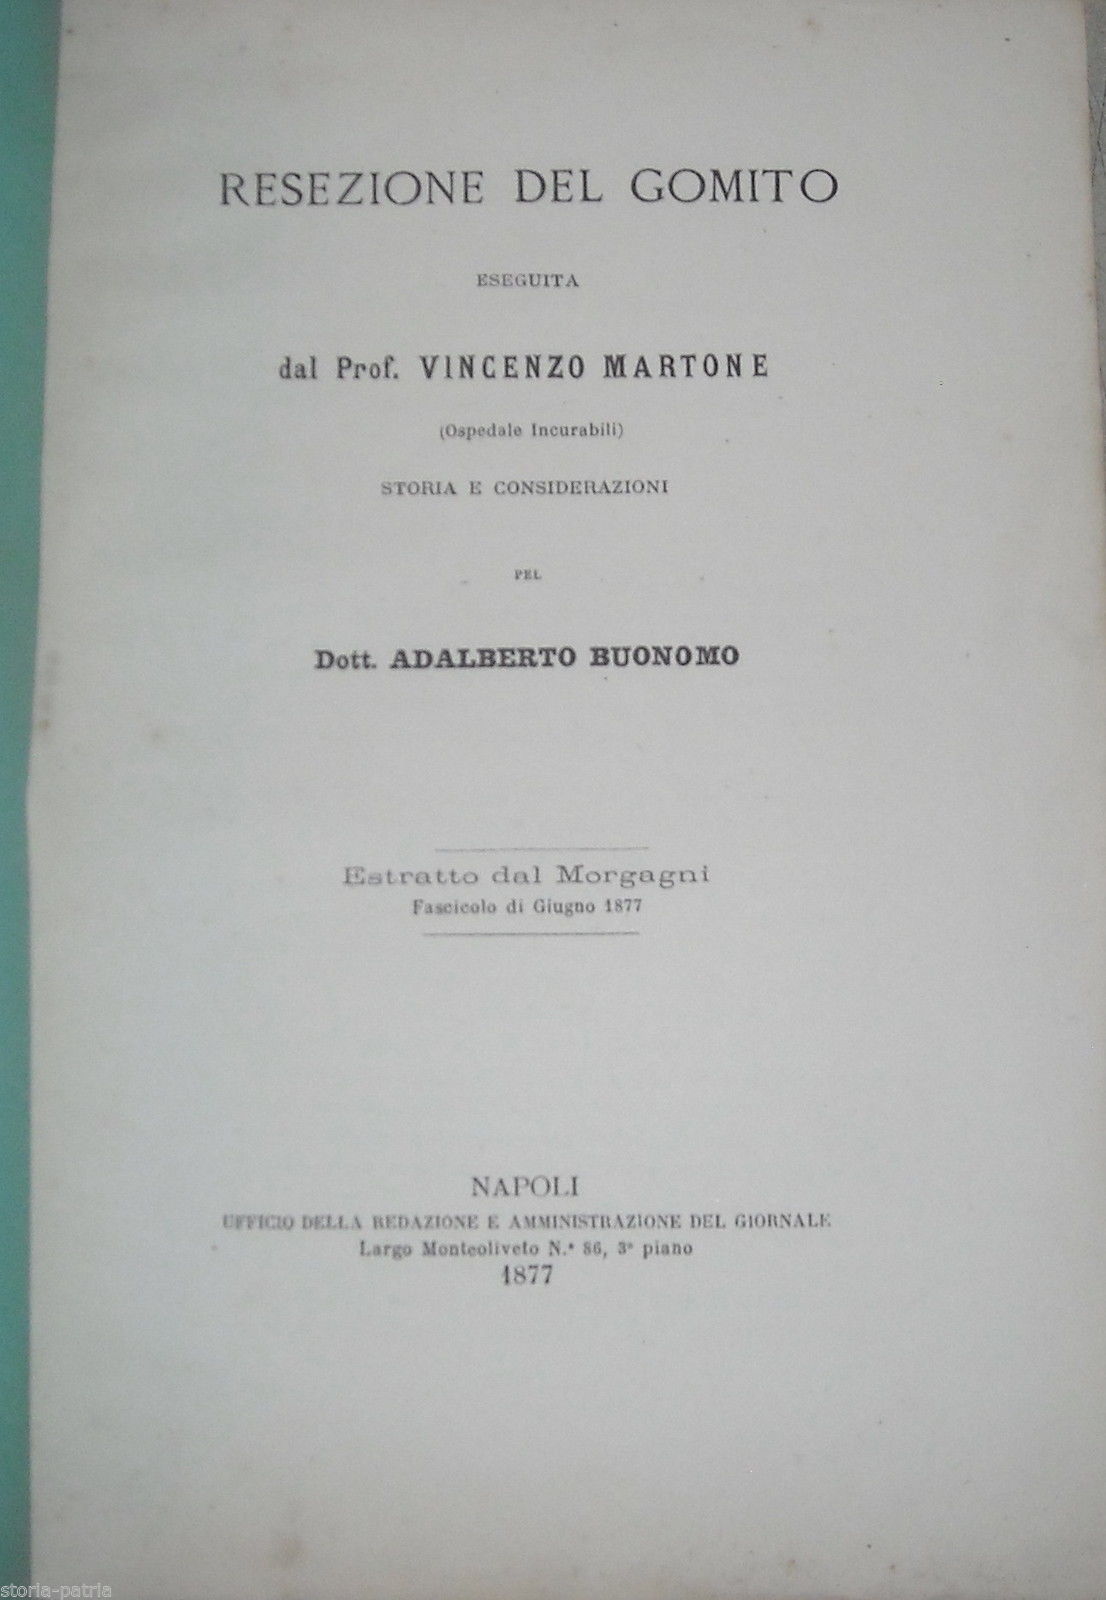 RESEZIONE DEL GOMITO
ESEGUITA
dal Prof. VINCENZO MARTONE
(Ospedale Incurabili)
STORIA E CONSIDERAZIONI
PEL
Dott. ADALBERTO BUONOMO
Estratto dal Morgagni
Fascicolo di Giugno 1877
NAPOLI
UFFICIO DELLA REDAZIONE E AMMINISTRAZIONE DEL GIORNALE
Largo Monteoliveto N.º 86, 3º piano
1877
storia-patria